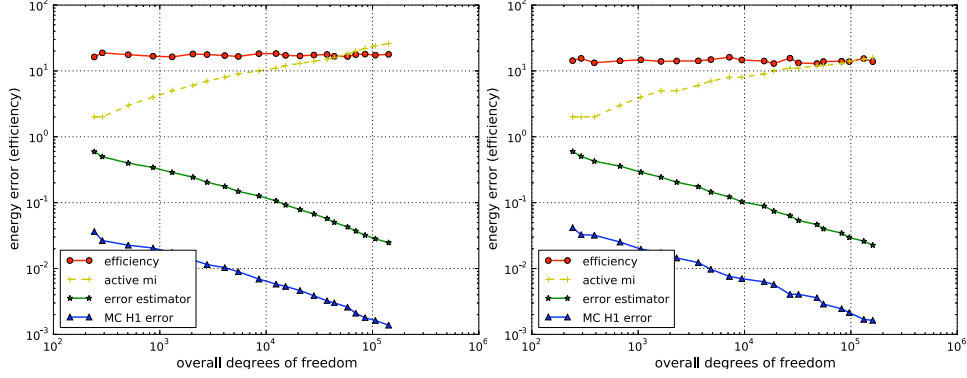 energy error (efficiency)
10^2
10^1
10^0
10^-1
10^-2
10^-3
efficiency
active mi
error estimator
MC H1 error
10^2 10^3 10^4 10^5 10^6
overall degrees of freedom
energy error (efficiency)
10^2
10^1
10^0
10^-1
10^-2
10^-3
efficiency
active mi
error estimator
MC H1 error
10^2 10^3 10^4 10^5 10^6
overall degrees of freedom